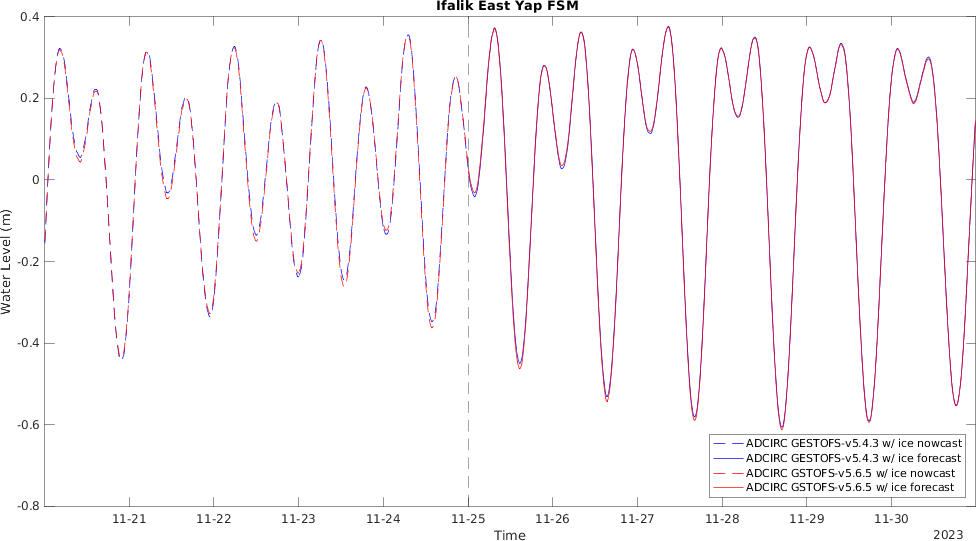 Ifalik East Yap FSM
0.4
0.2
0
-0.2
-0.4
-0.6
-0.8
Water Level (m)
ADCIRC GESTOFS-v5.4.3 w/ ice nowcast
ADCIRC GESTOFS-v5.4.3 w/ ice forecast
ADCIRC GSTOFS-v5.6.5 w/ ice nowcast
ADCIRC GSTOFS-v5.6.5 w/ ice forecast
11-21 11-22 11-23 11-24 11-25 11-26 11-27 11-28 11-29 11-30
Time
2023